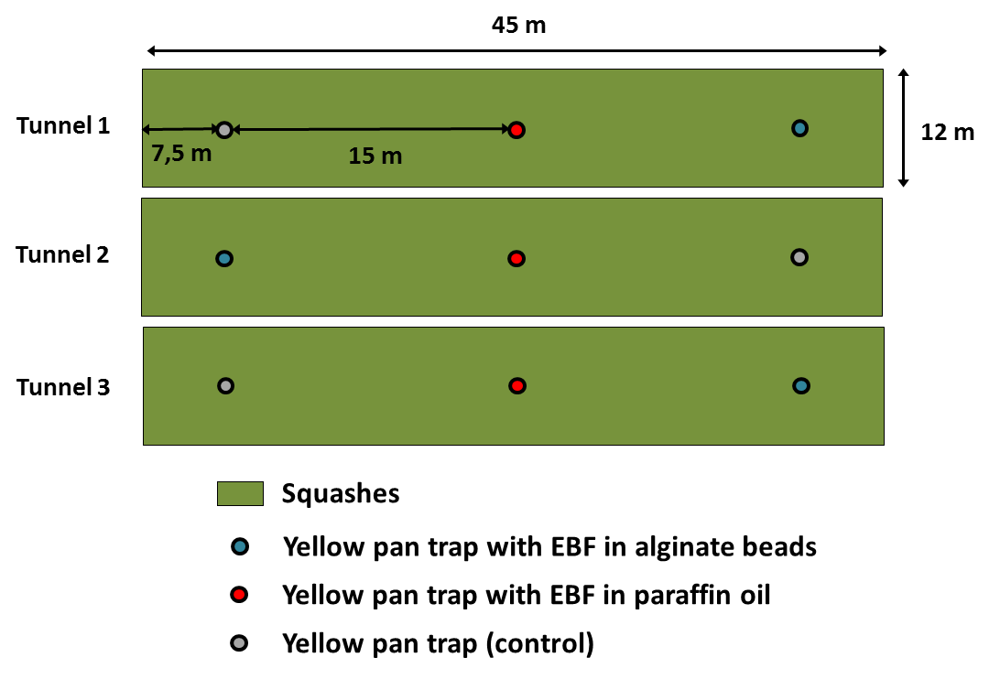 45 m
Tunnel 1
7,5 m
15 m
12 m
Tunnel 2
Tunnel 3
Squashes
Yellow pan trap with EBF in alginate beads
Yellow pan trap with EBF in paraffin oil
Yellow pan trap (control)